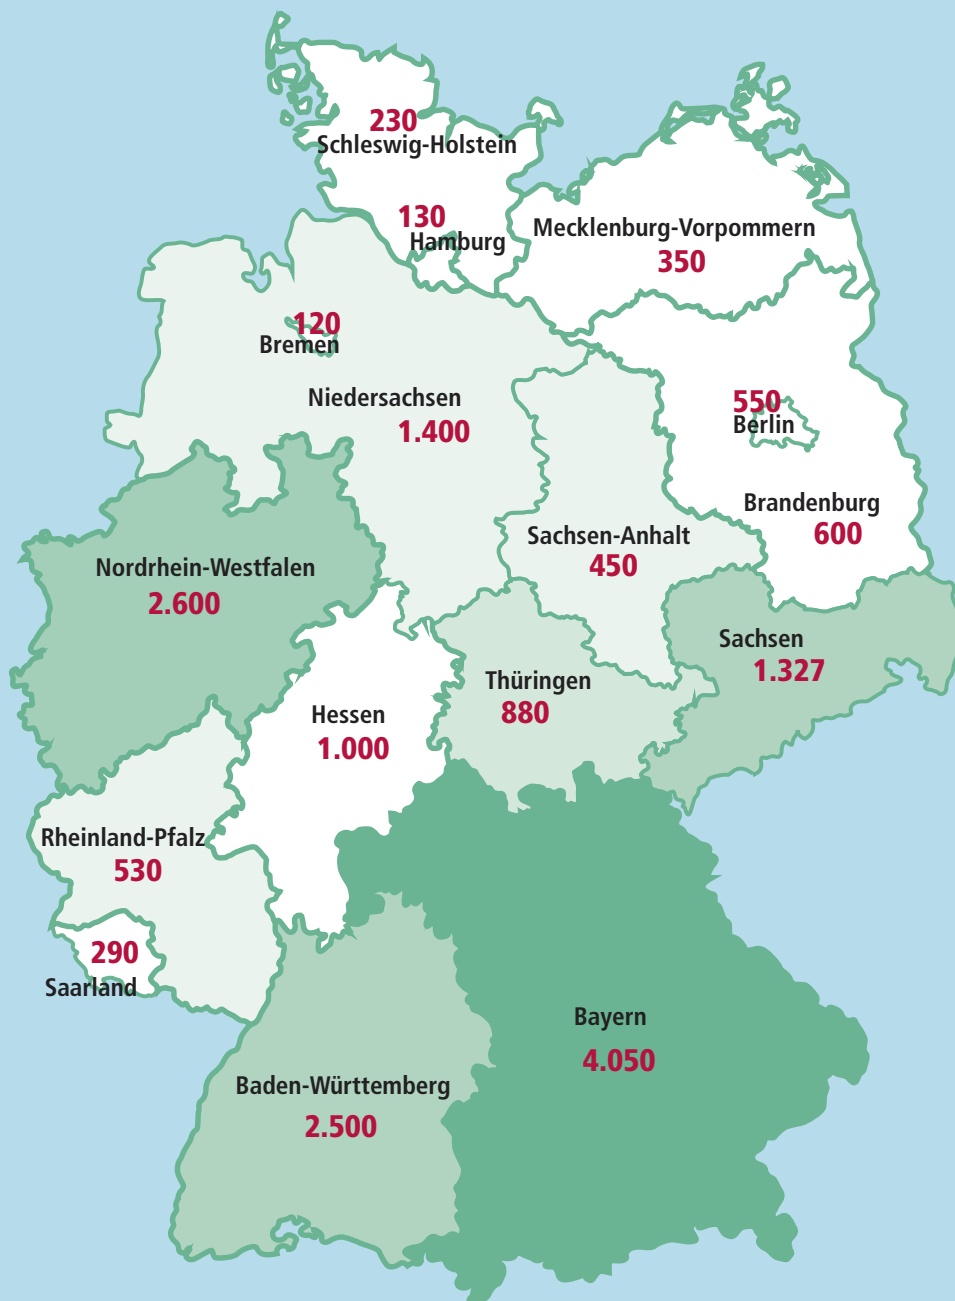 230
Schleswig-Holstein
130
Hamburg
Mecklenburg-Vorpommern
350
120
Bremen
Niedersachsen
1.400
550
Berlin
Brandenburg
600
Sachsen-Anhalt
450
Nordrhein-Westfalen
2.600
Sachsen
1.327
Thüringen
880
Hessen
1.000
Rheinland-Pfalz
530
290
Saarland
Bayern
4.050
Baden-Württemberg
2.500